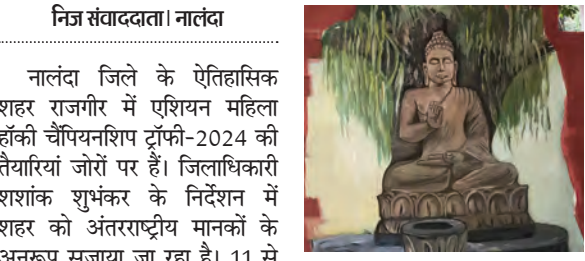 निज संवाददाता। नालंदा
नालंदा जिले के ऐतिहासिक
शहर राजगीर में एशियन महिला
हॉकी चैंपियनशिप ट्रॉफी-2024 की
तैयारियां जोरों पर हैं। जिलाधिकारी
शशांक शुभंकर के निर्देशन में
शहर को अंतरराष्ट्रीय मानकों के
अनुरूप सजाया जा रहा है। 11 से